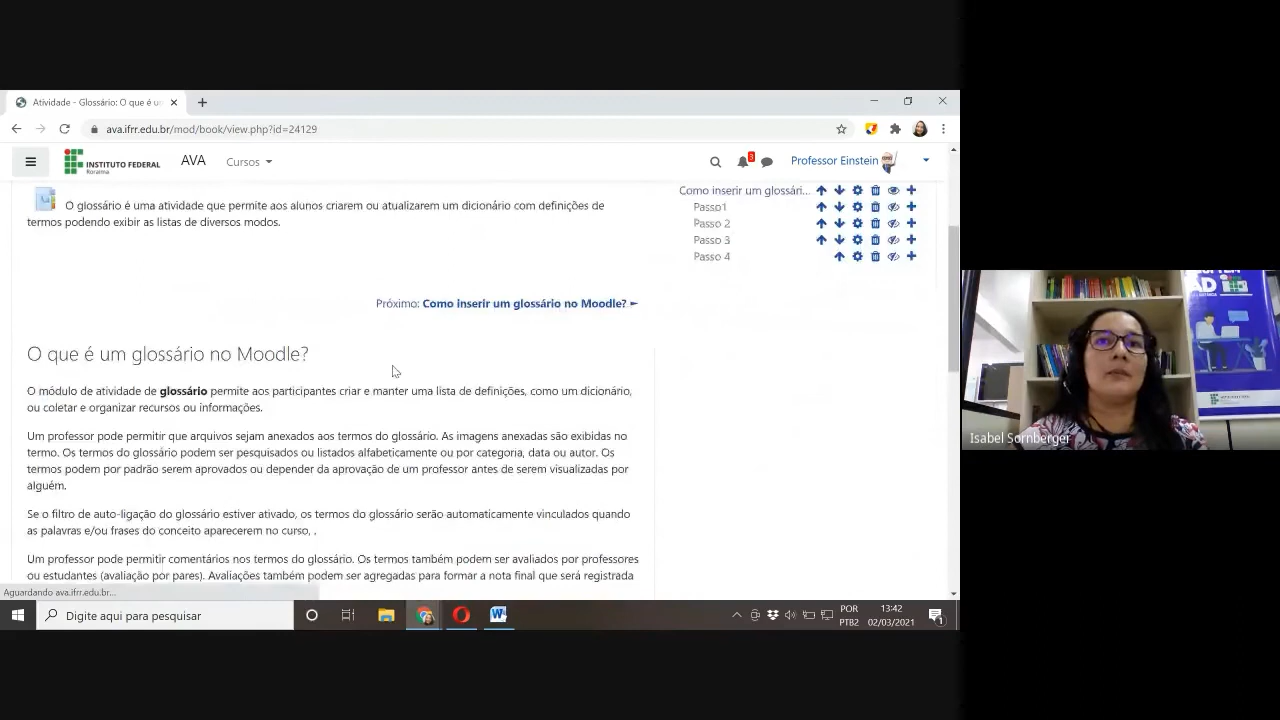 Atividade - Glossário: O que é u
ava.ifrr.edu.br/mod/book/view.php?id=24129
INSTITUTO FEDERAL
Roraima
AVA
Cursos
3
Professor Einstein
O glossário é uma atividade que permite aos alunos criarem ou atualizarem um dicionário com definições de
termos podendo exibir as listas de diversos modos.
Como inserir um glossári...
Passo1
Passo 2
Passo 3
Passo 4
Próximo: Como inserir um glossário no Moodle?
O que é um glossário no Moodle?
O módulo de atividade de glossário permite aos participantes criar e manter uma lista de definições, como um dicionário,
ou coletar e organizar recursos ou informações.
Um professor pode permitir que arquivos sejam anexados aos termos do glossário. As imagens anexadas são exibidas no
termo. Os termos do glossário podem ser pesquisados ou listados alfabeticamente ou por categoria, data ou autor. Os
termos podem por padrão serem aprovados ou depender da aprovação de um professor antes de serem visualizadas por
alguém.
Se o filtro de auto-ligação do glossário estiver ativado, os termos do glossário serão automaticamente vinculados quando
as palavras e/ou frases do conceito aparecerem no curso, .
Um professor pode permitir comentários nos termos do glossário. Os termos também podem ser avaliados por professores
ou estudantes (avaliação por pares). Avaliações também podem ser agregadas para formar a nota final que será registrada
Aguardando ava.ifrr.edu.br...
Digite aqui para pesquisar
POR
PTB2
13:42
02/03/2021
1
AD
Isabel Sornberger